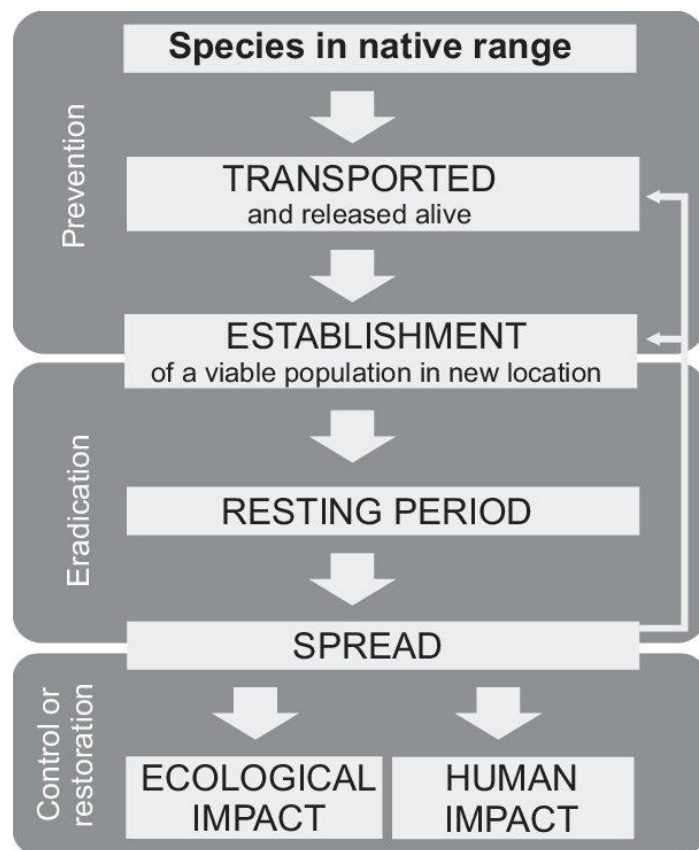 Species in native range
Prevention
TRANSPORTED
and released alive
ESTABLISHMENT
of a viable population in new location
Eradication
RESTING PERIOD
SPREAD
Control or
restoration
ECOLOGICAL
IMPACT
HUMAN
IMPACT